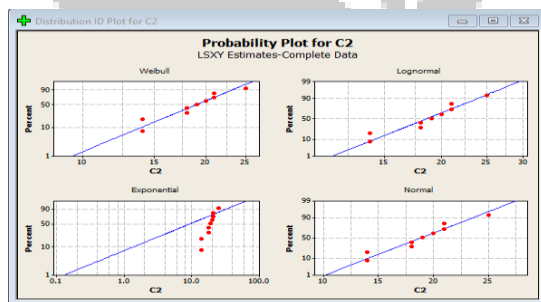 Distribution ID Plot for C2
Probability Plot for C2
LSXY Estimates-Complete Data
Weibull
Percent
90
50
10
1
10
15
20
25
C2
Lognormal
Percent
99
90
50
10
1
15
20
25
30
C2
Exponential
Percent
90
50
10
1
0.1
1.0
10.0
100.0
C2
Normal
Percent
99
90
50
10
1
10
15
20
25
C2